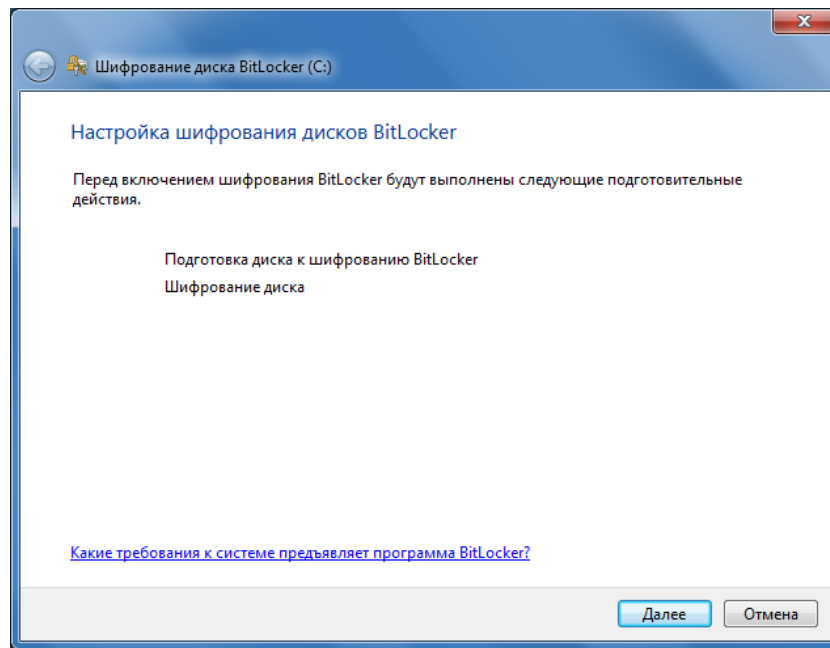 Шифрование диска BitLocker (C:)
Настройка шифрования дисков BitLocker
Перед включением шифрования BitLocker будут выполнены следующие подготовительные
действия.
Подготовка диска к шифрованию BitLocker
Шифрование диска
Какие требования к системе предъявляет программа BitLocker?
Далее
Отмена